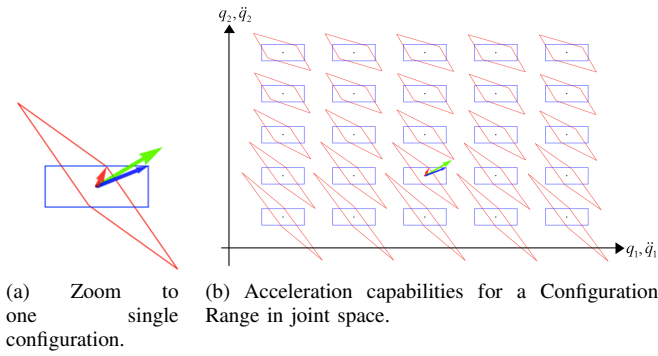 q₂, q̈₂
q₁, q̈₁
(a) Zoom to
one single
configuration.
(b) Acceleration capabilities for a Configuration
Range in joint space.